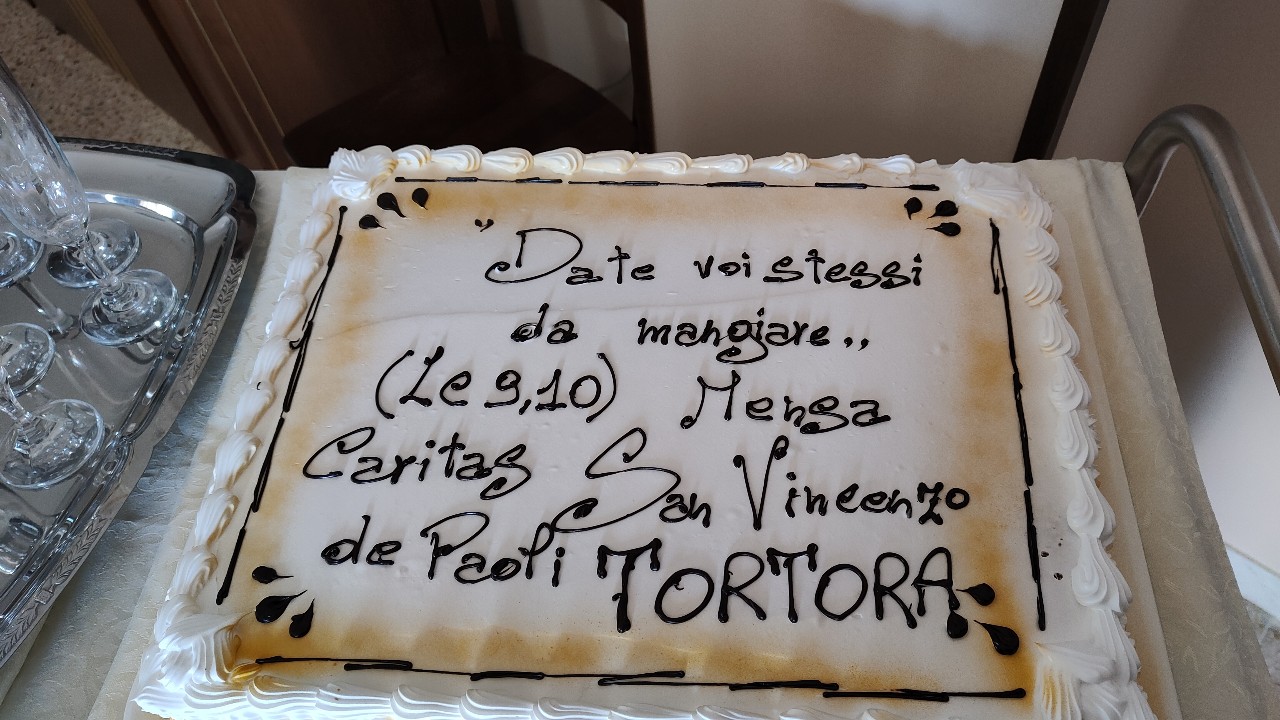 "Date voi stessi
da mangiare..,,
(Lc 9,10) Mensa
Caritas San Vincenzo
de Paoli TORTORA